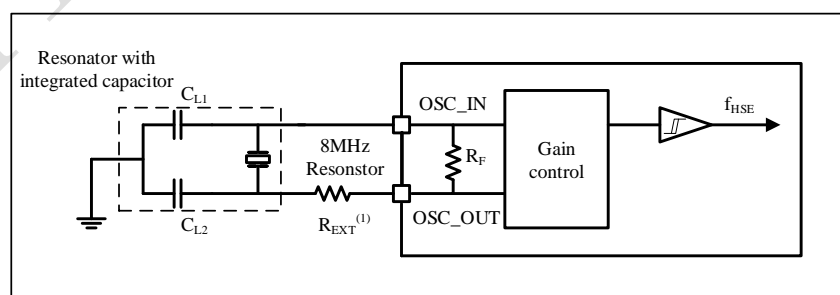 Resonator with
integrated capacitor
CL1
OSC_IN
fHSE
8MHz
Resonstor
RF
Gain
control
CL2
REXT(1)
OSC_OUT